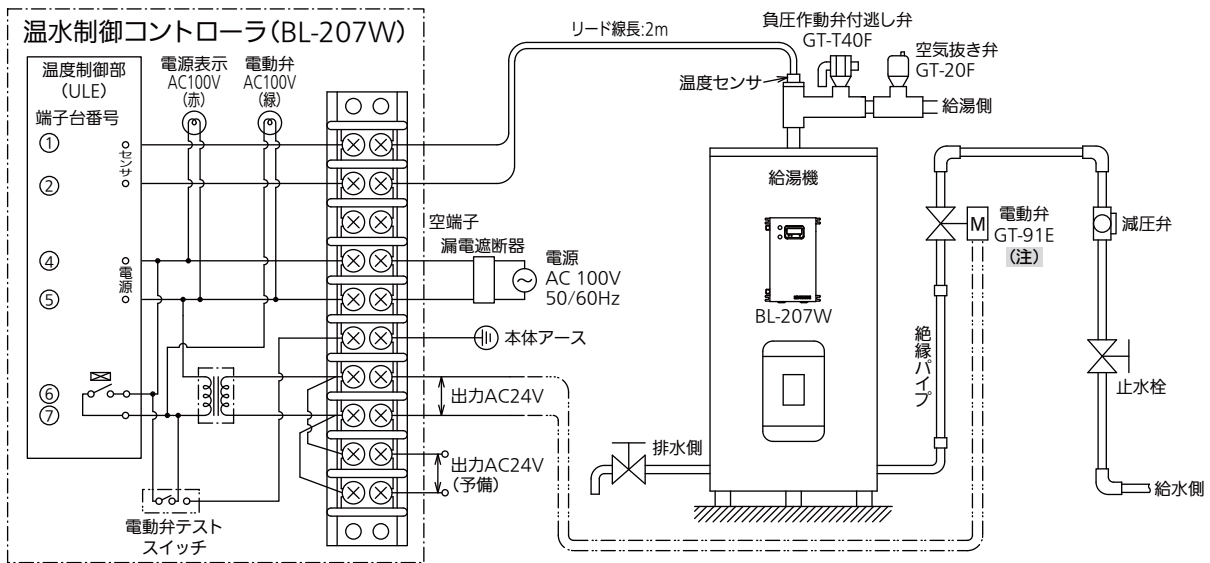 温水制御コントローラ(BL-207W)
温度制御部
(ULE)
端子台番号
電源表示
AC100V
(赤)
電動弁
AC100V
(緑)
①
②
センサ
④
⑤
電源
⑥
⑦
電動弁テスト
スイッチ
空端子
漏電遮断器
電源
AC 100V
50/60Hz
本体アース
出力AC24V
出力AC24V
(予備)
リード線長:2m
温度センサ
負圧作動弁付逃し弁
GT-T40F
空気抜き弁
GT-20F
給湯側
給湯機
BL-207W
排水側
絶縁パイプ
M
電動弁
GT-91E
(注)
減圧弁
止水栓
給水側